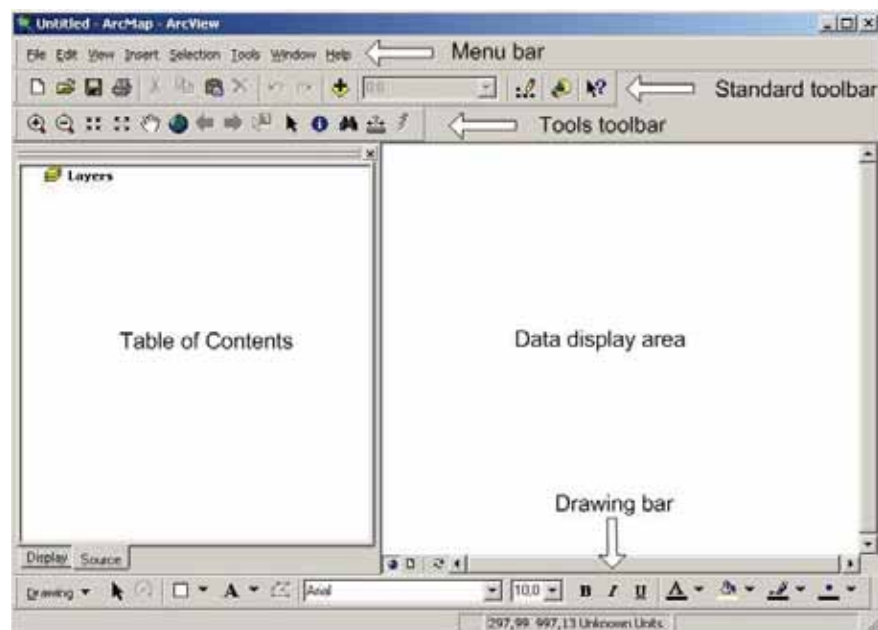 Untitled - ArcMap - ArcView
File Edit View Insert Selection Tools Window Help
Menu bar
Standard toolbar
Tools toolbar
Layers
Table of Contents
Data display area
Drawing bar
Display Source
Drawing A Arial 10,0 B I U A
297,99 997,13 Unknown Units